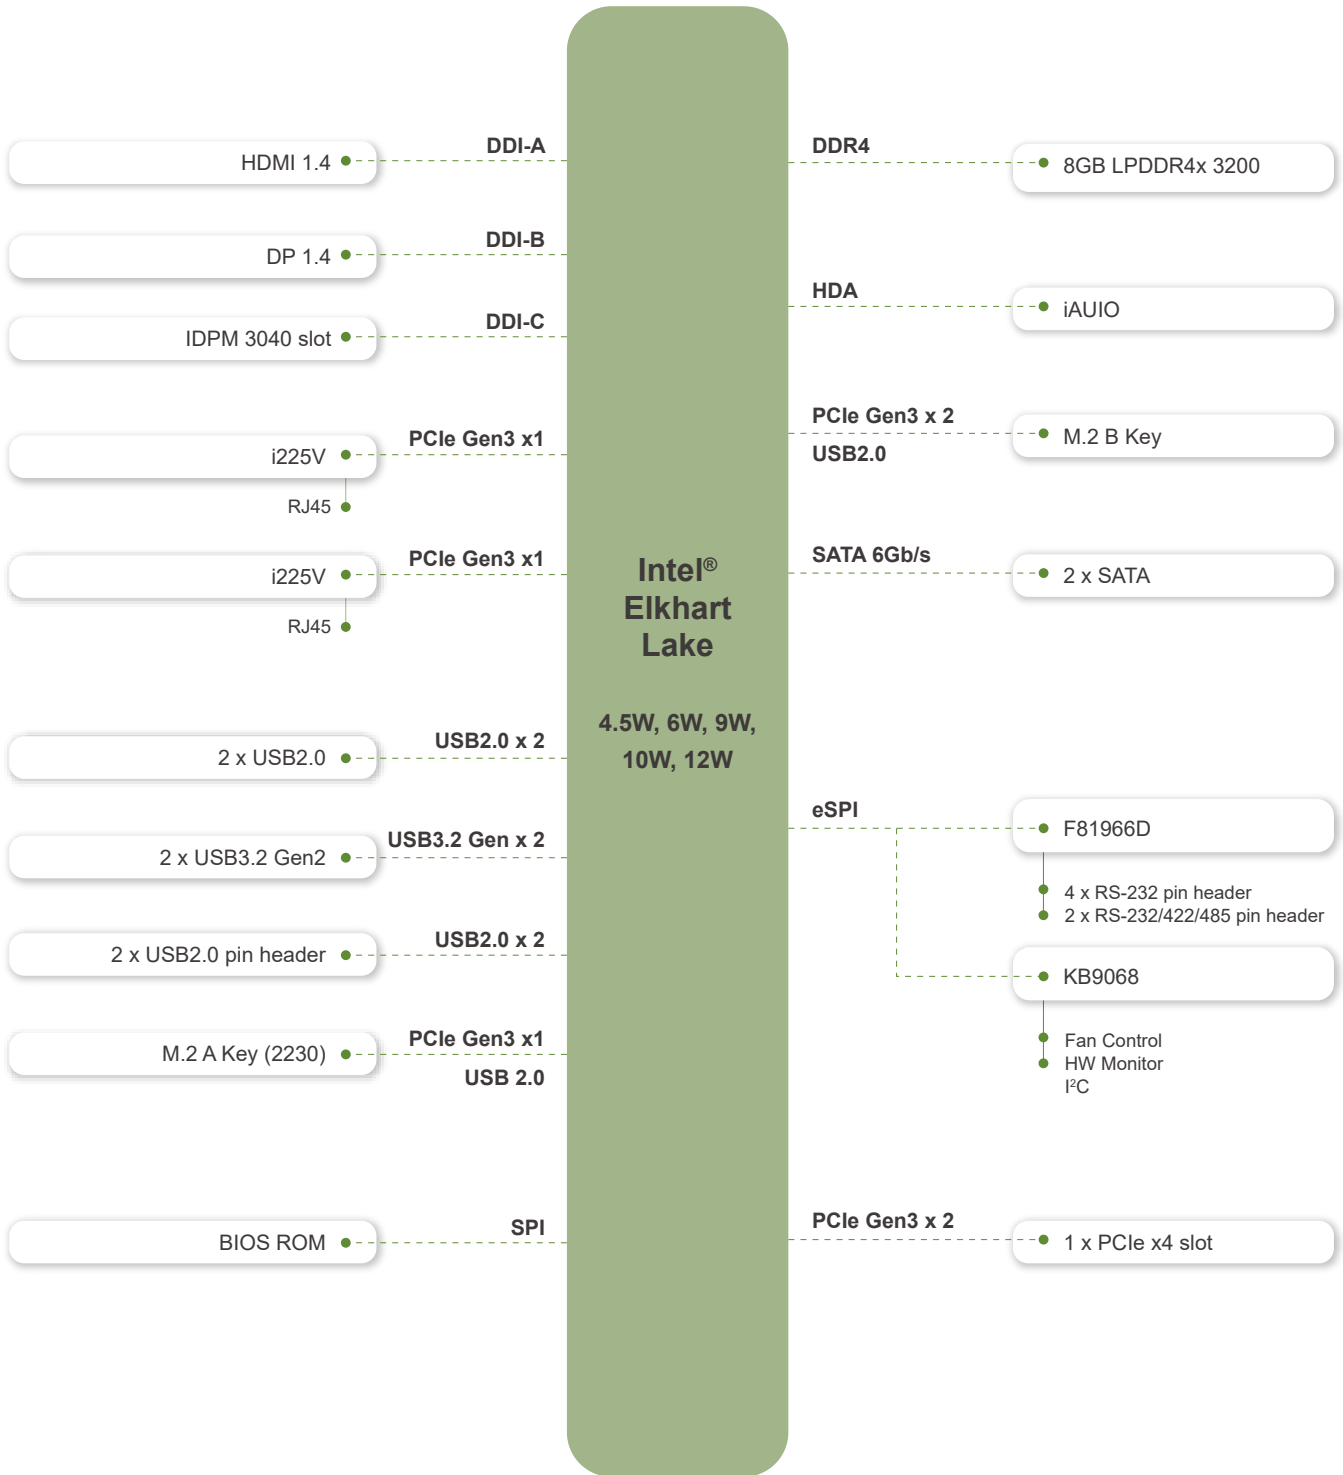 DDI-A
HDMI 1.4
DDI-B
DP 1.4
DDI-C
IDPM 3040 slot
PCIe Gen3 x1
i225V
RJ45
PCIe Gen3 x1
i225V
RJ45
USB2.0 x 2
2 x USB2.0
USB3.2 Gen x 2
2 x USB3.2 Gen2
USB2.0 x 2
2 x USB2.0 pin header
PCIe Gen3 x1
M.2 A Key (2230)
USB 2.0
SPI
BIOS ROM
Intel®
Elkhart
Lake
4.5W, 6W, 9W,
10W, 12W
DDR4
8GB LPDDR4x 3200
HDA
iAUIO
PCIe Gen3 x 2
M.2 B Key
USB2.0
SATA 6Gb/s
2 x SATA
eSPI
F81966D
4 x RS-232 pin header
2 x RS-232/422/485 pin header
KB9068
Fan Control
HW Monitor
I²C
PCIe Gen3 x 2
1 x PCIe x4 slot